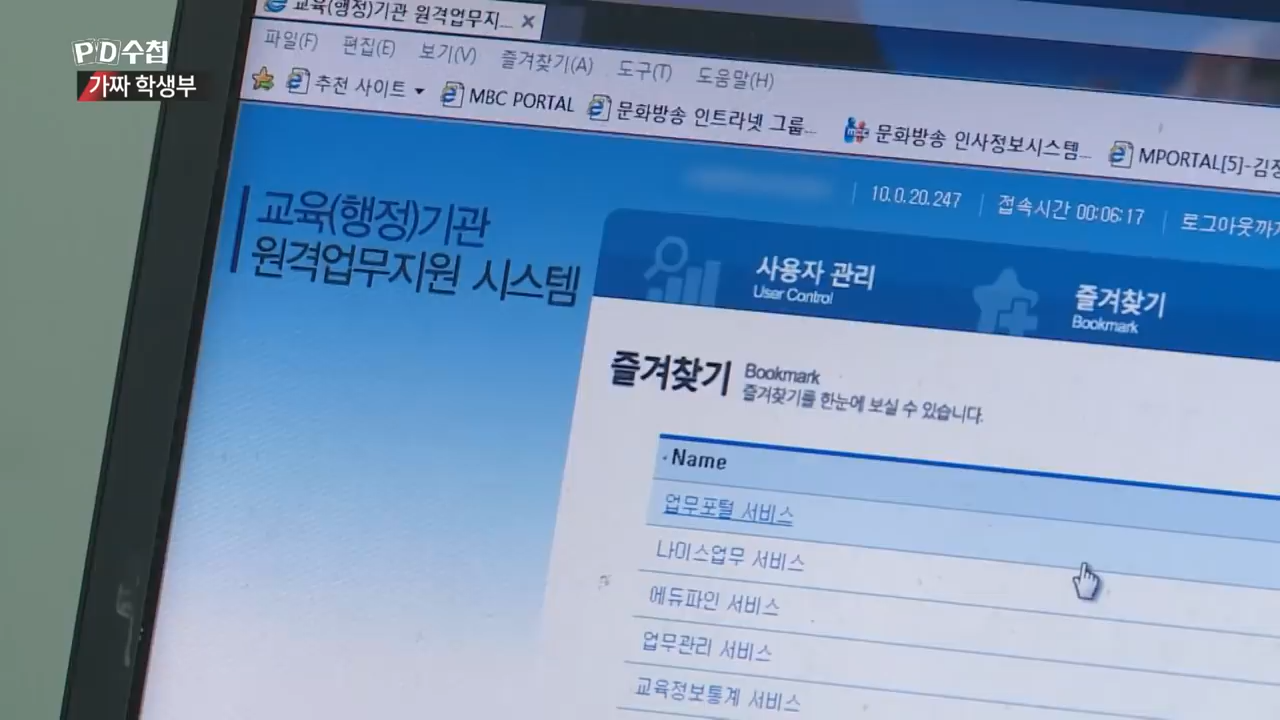 PD수첩
가짜 학생부
교육(행정)기관 원격업무지...
파일(F) 편집(E) 보기(V) 즐겨찾기(A) 도구(T) 도움말(H)
추천 사이트 MBC PORTAL 문화방송 인트라넷 그룹... 문화방송 인사정보시스템... MPORTAL[5]-김정
10.0.20.247 접속시간 00:06:17 로그아웃까지
교육(행정)기관
원격업무지원 시스템
사용자 관리
User Control
즐겨찾기
Bookmark
즐겨찾기 Bookmark
즐겨찾기를 한눈에 보실 수 있습니다.
Name
업무포털 서비스
나이스업무 서비스
에듀파인 서비스
업무관리 서비스
교육정보통계 서비스